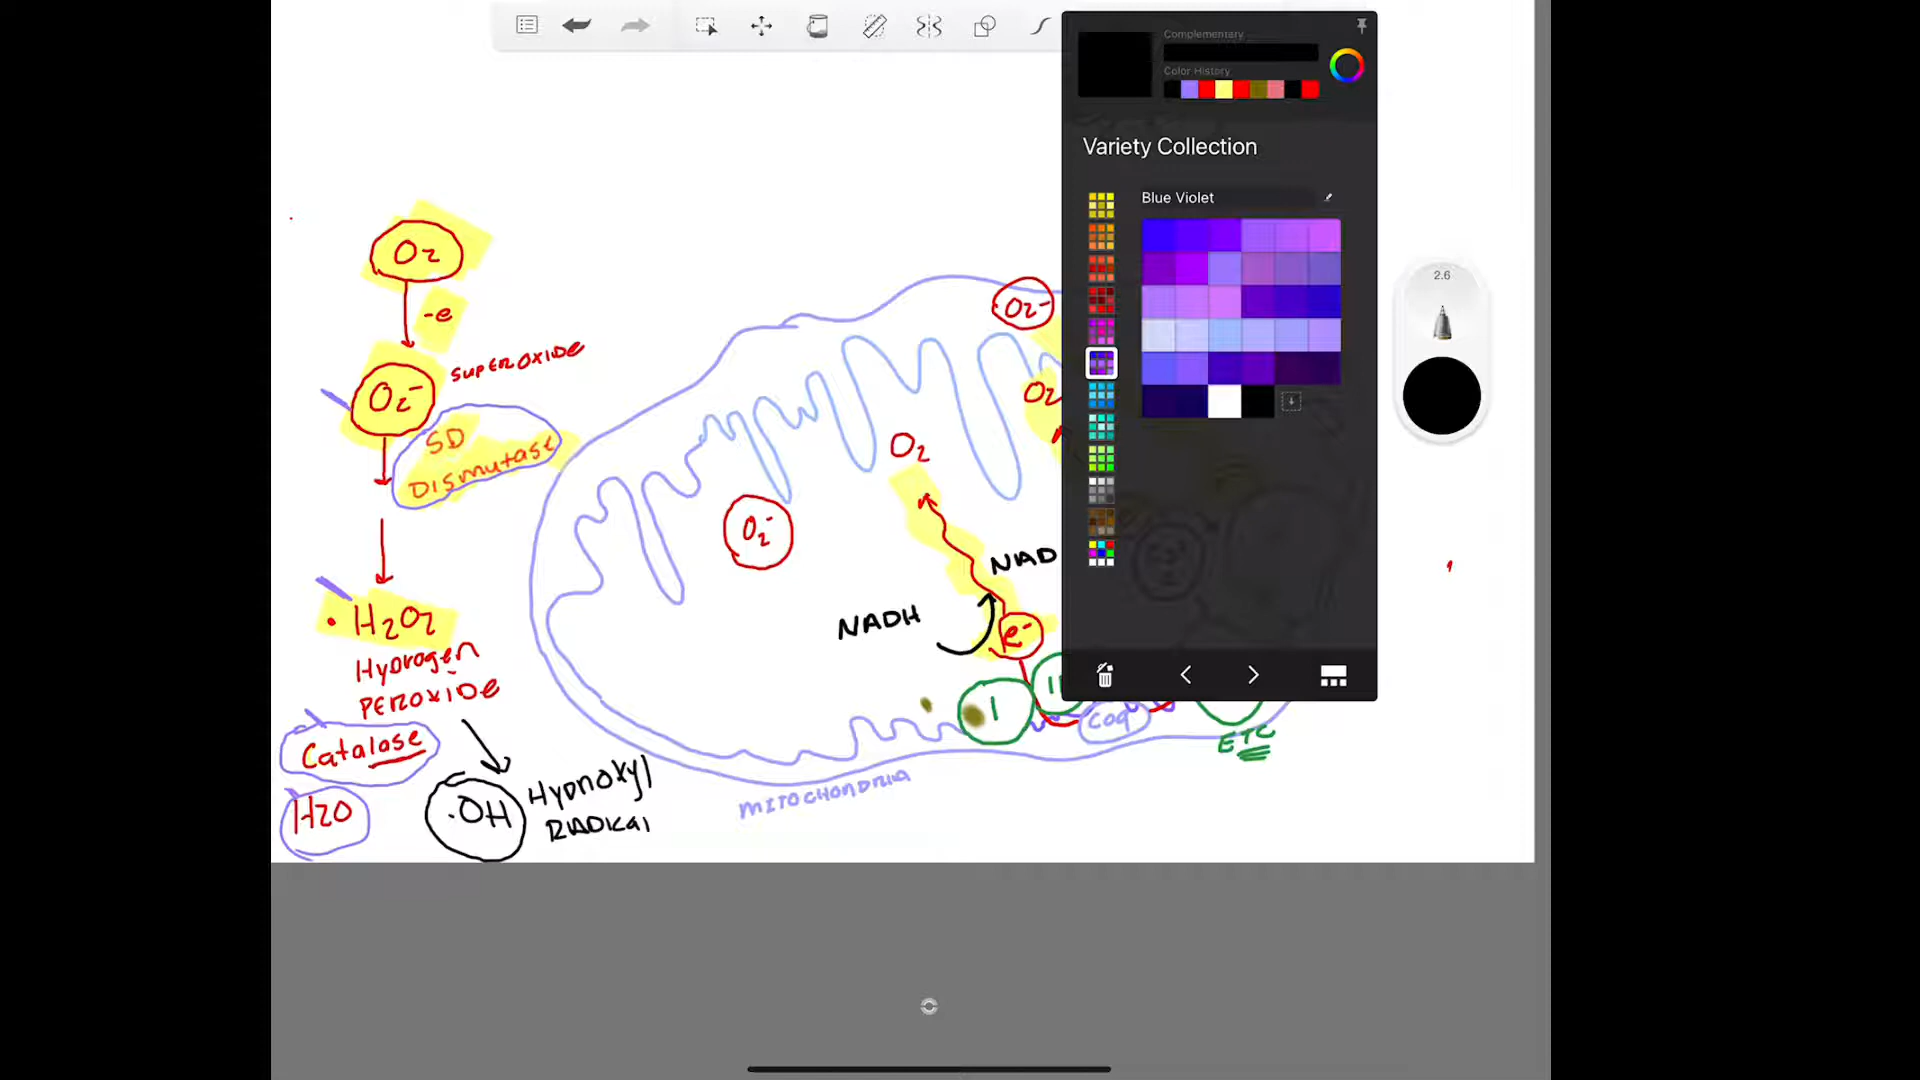 Complementary
Color History
Variety Collection
Blue Violet
2.6
O2
-e
SUPEROXIDE
O2-
SD
DISmutase
H2O2
Hydrogen
PEROXIDE
Catalase
H2O
.OH
Hydnoxyl
RADICal
O2-
O2
O2
O2-
NAD
NADH
e-
I
II
COQ
ETC
MITOCHONDRIA